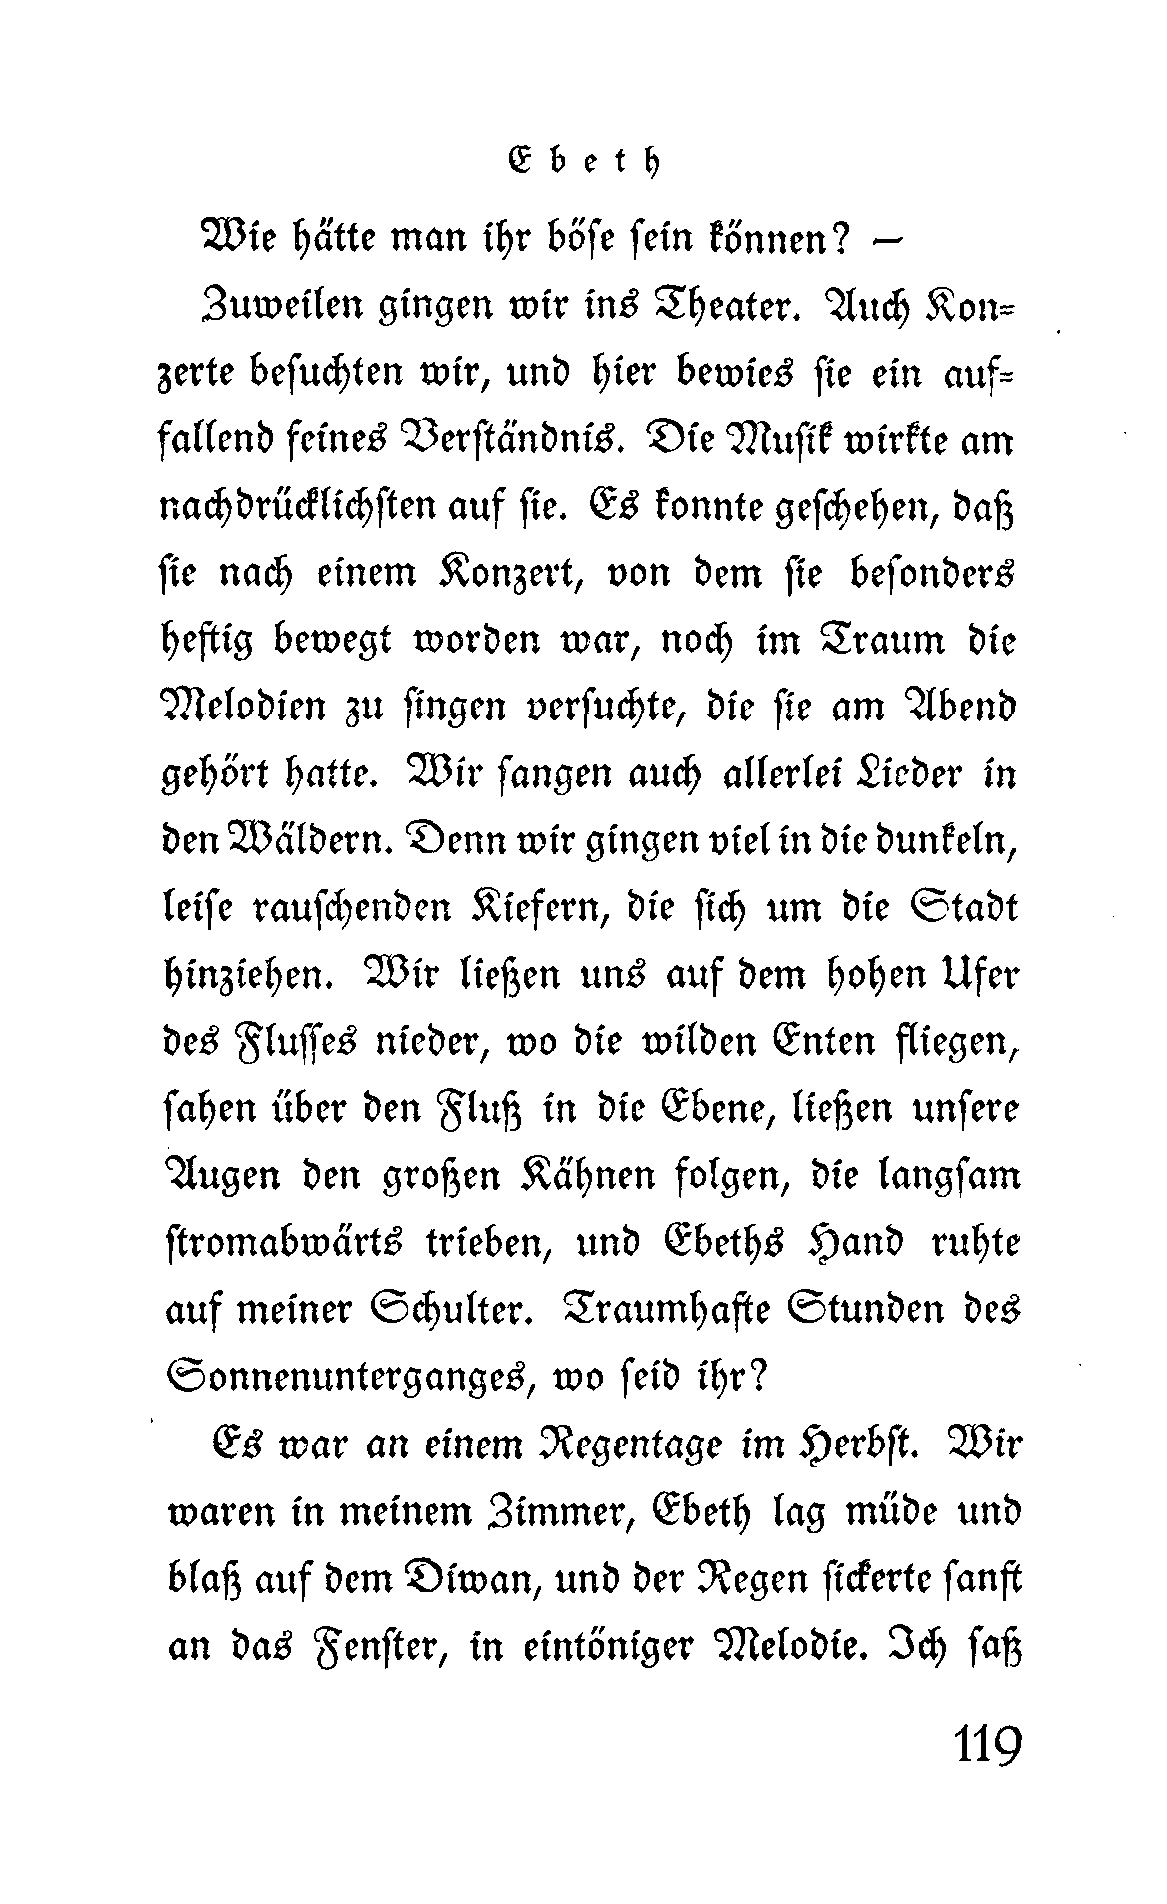 Ebeth
Wie hätte man ihr böſe ſein können? —
Zuweilen gingen wir ins Theater. Auch Kon⸗
zerte beſuchten wir, und hier bewies ſie ein auf⸗
fallend feines Verſtändnis. Die Muſik wirkte am
nachdrücklichſten auf ſie. Es konnte geſchehen, daß
ſie nach einem Konzert, von dem ſie beſonders
heftig bewegt worden war, noch im Traum die
Melodien zu ſingen verſuchte, die ſie am Abend
gehört hatte. Wir ſangen auch allerlei Lieder in
den Wäldern. Denn wir gingen viel in die dunkeln,
leiſe rauſchenden Kiefern, die ſich um die Stadt
hinziehen. Wir ließen uns auf dem hohen Ufer
des Fluſſes nieder, wo die wilden Enten fliegen,
ſahen über den Fluß in die Ebene, ließen unſere
Augen den großen Kähnen folgen, die langſam
ſtromabwärts trieben, und Ebeths Hand ruhte
auf meiner Schulter. Traumhafte Stunden des
Sonnenunterganges, wo ſeid ihr?
Es war an einem Regentage im Herbſt. Wir
waren in meinem Zimmer, Ebeth lag müde und
blaß auf dem Diwan, und der Regen ſickerte ſanft
an das Fenſter, in eintöniger Melodie. Ich ſaß
119